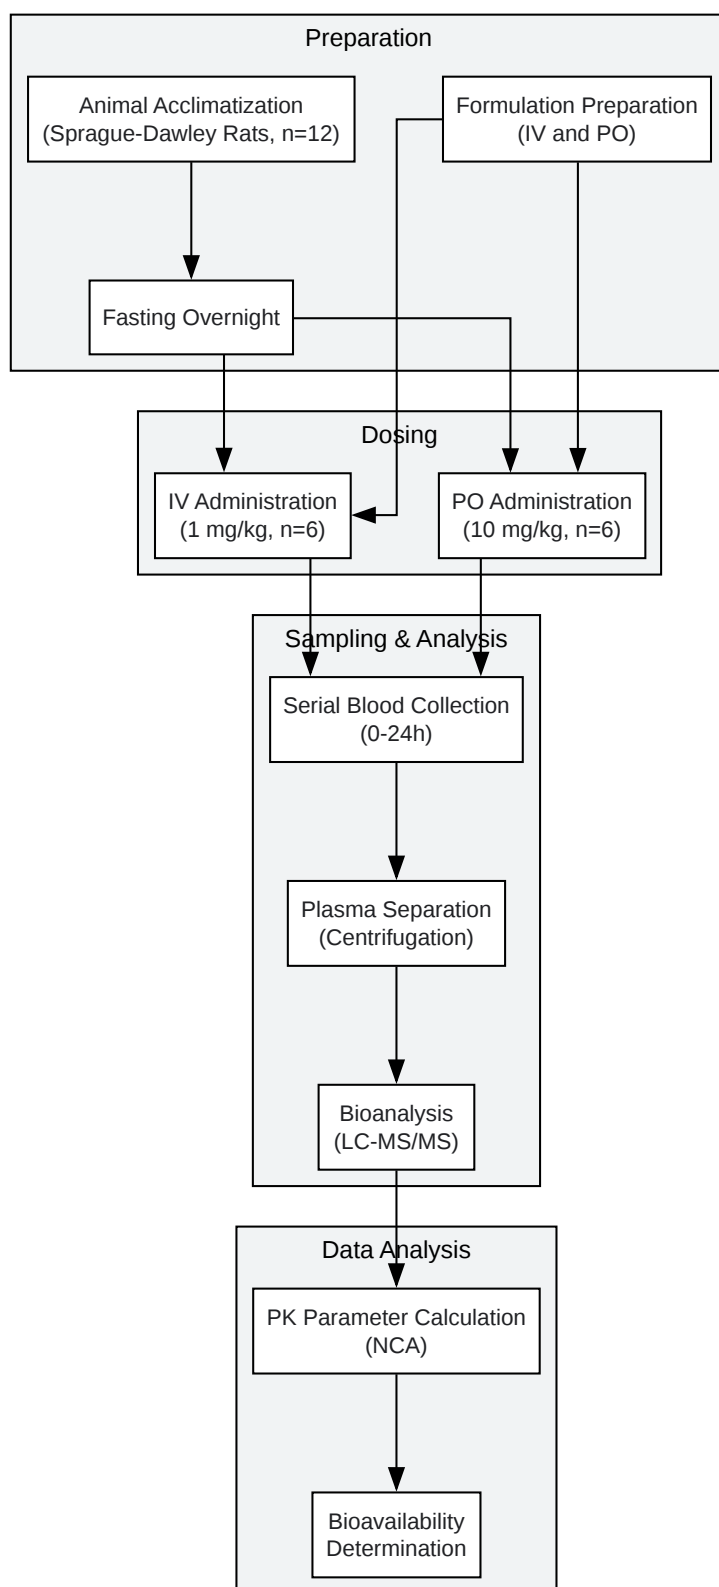 Preparation
Animal Acclimatization
(Sprague-Dawley Rats, n=12)
Formulation Preparation
(IV and PO)
Fasting Overnight
Dosing
IV Administration
(1 mg/kg, n=6)
PO Administration
(10 mg/kg, n=6)
Sampling & Analysis
Serial Blood Collection
(0-24h)
Plasma Separation
(Centrifugation)
Bioanalysis
(LC-MS/MS)
Data Analysis
PK Parameter Calculation
(NCA)
Bioavailability
Determination